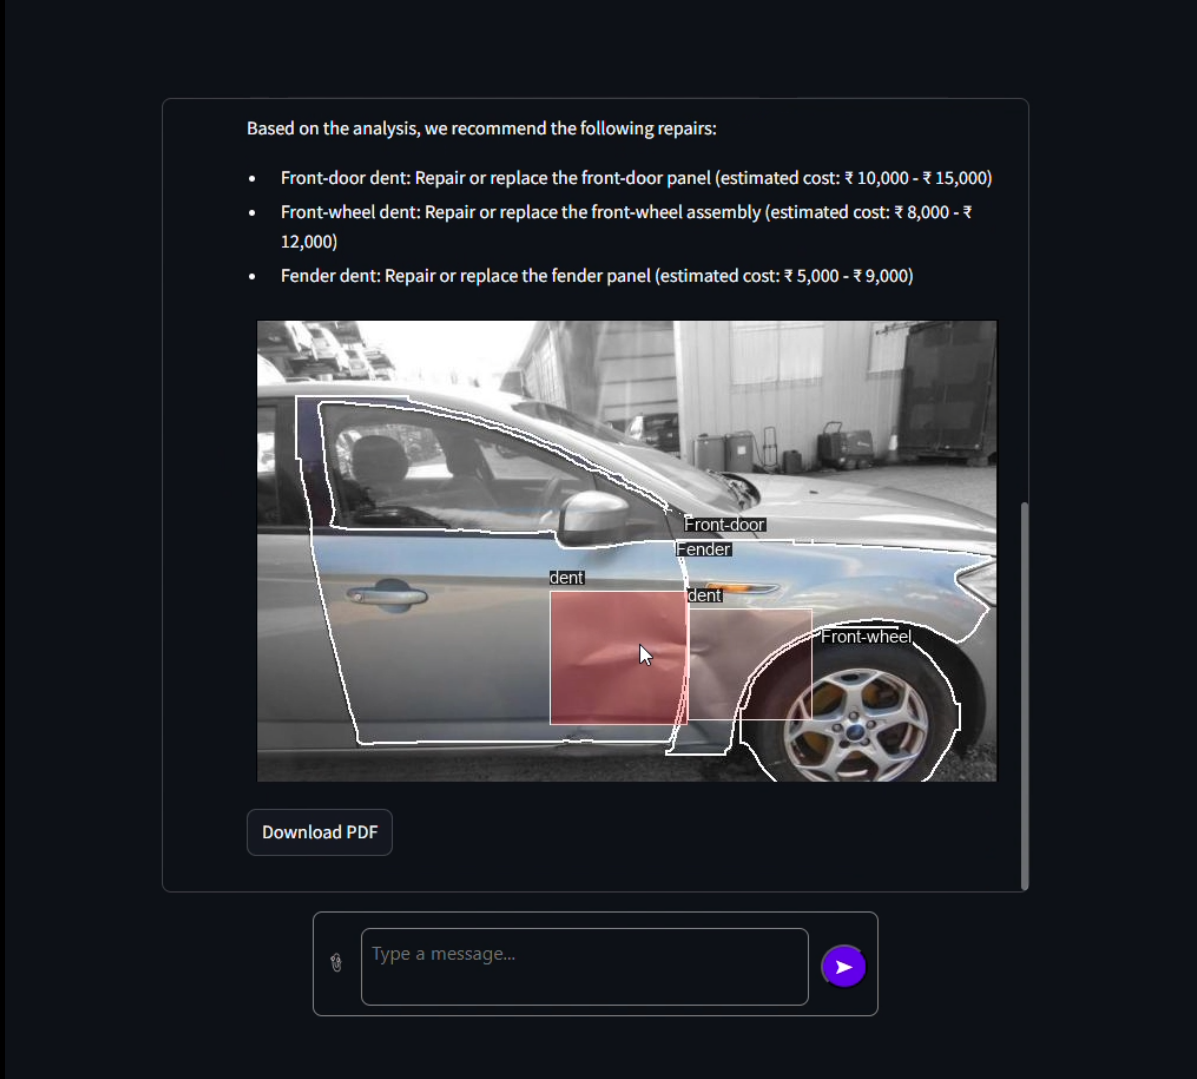 Based on the analysis, we recommend the following repairs:
• Front-door dent: Repair or replace the front-door panel (estimated cost: ₹ 10,000 - ₹ 15,000)
• Front-wheel dent: Repair or replace the front-wheel assembly (estimated cost: ₹ 8,000 - ₹
12,000)
• Fender dent: Repair or replace the fender panel (estimated cost: ₹ 5,000 - ₹ 9,000)
Front-door
Fender
dent
dent
Front-wheel
Download PDF
Type a message...